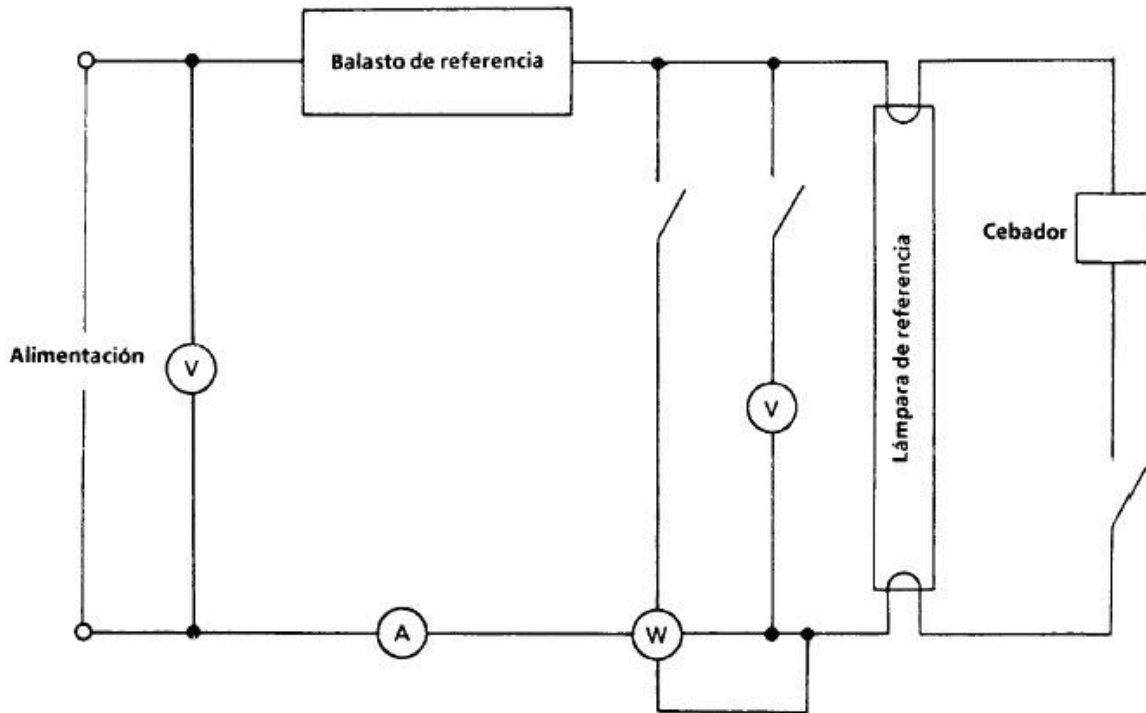 Balasto de referencia
Cebador
Lámpara de referencia
Alimentación
V
V
A
W